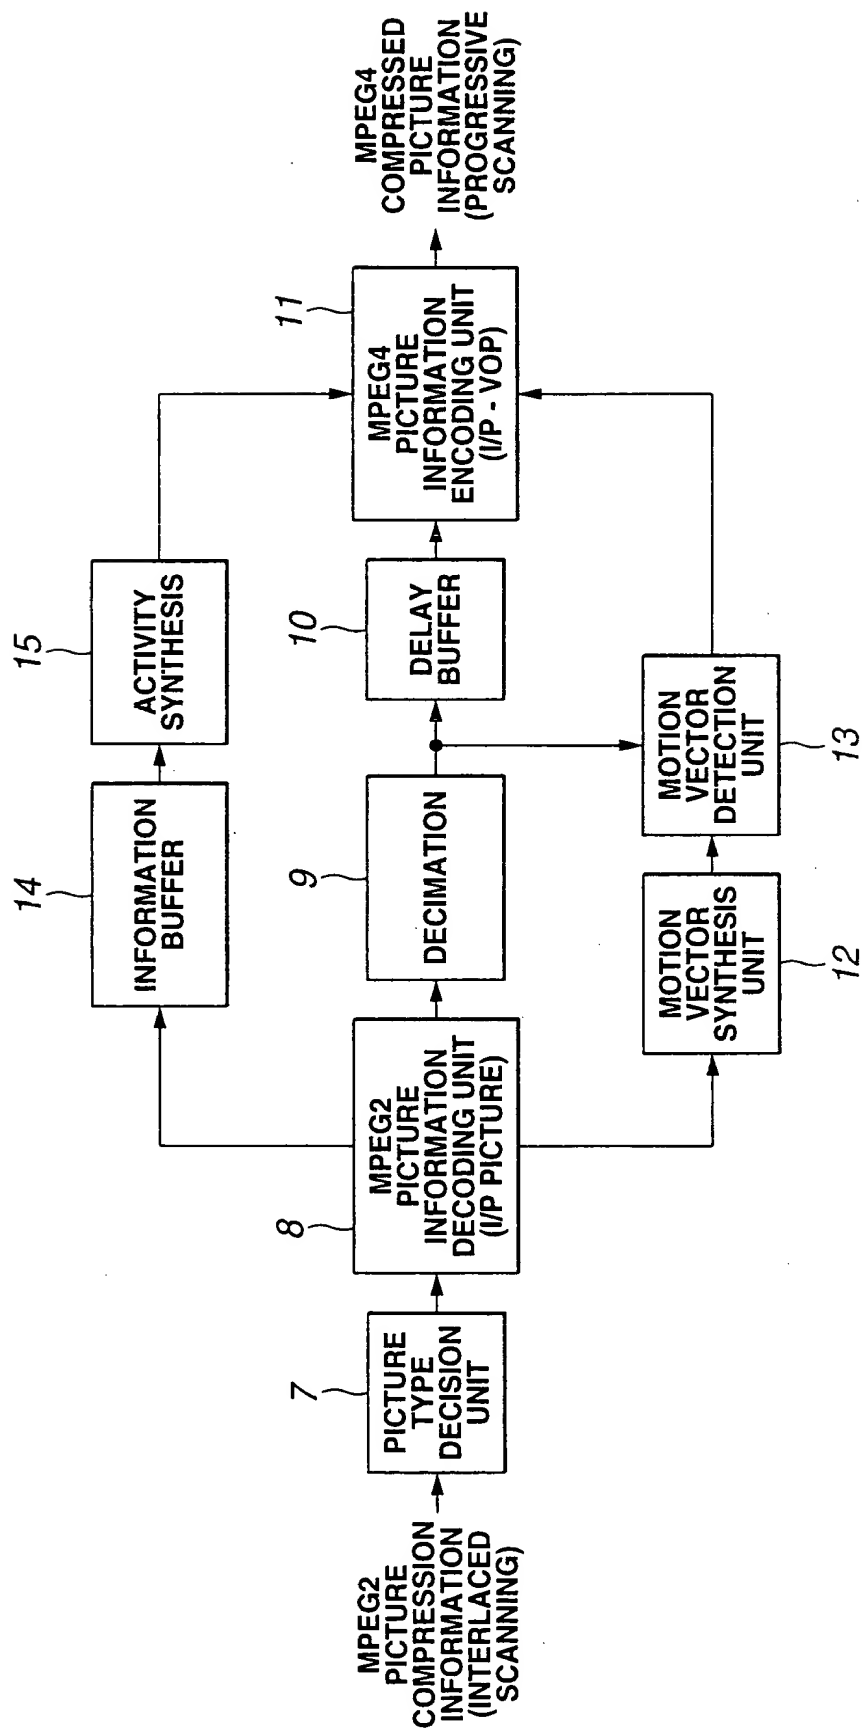 MPEG2
PICTURE
COMPRESSION
INFORMATION
(INTERLACED
SCANNING)
7
PICTURE
TYPE
DECISION
UNIT
8
MPEG2
PICTURE
INFORMATION
DECODING UNIT
(I/P PICTURE)
14
INFORMATION
BUFFER
15
ACTIVITY
SYNTHESIS
9
DECIMATION
10
DELAY
BUFFER
12
MOTION
VECTOR
SYNTHESIS
UNIT
13
MOTION
VECTOR
DETECTION
UNIT
11
MPEG4
PICTURE
INFORMATION
ENCODING UNIT
(I/P - VOP)
MPEG4
COMPRESSED
PICTURE
INFORMATION
(PROGRESSIVE
SCANNING)